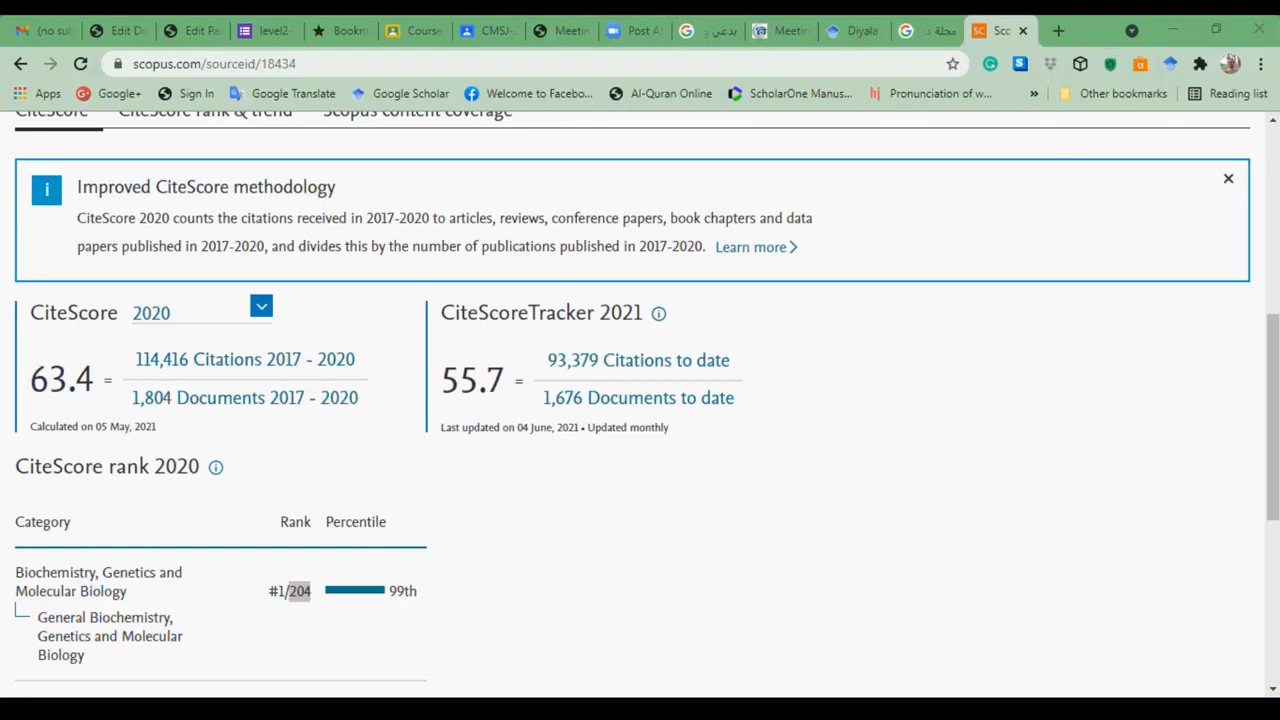 (no sub
Edit Do
Edit Pa
level2-
Bookm
Course
CMSJ-
Meetin
Post A
بدعي
Meetin
Diyala
مجلة د
Sco
scopus.com/sourceid/18434
Apps
Google+
Sign In
Google Translate
Google Scholar
Welcome to Facebo...
Al-Quran Online
ScholarOne Manus...
Pronunciation of w...
»
Other bookmarks
Reading list
CiteScore
CiteScore rank & trend
Scopus content coverage
Improved CiteScore methodology
CiteScore 2020 counts the citations received in 2017-2020 to articles, reviews, conference papers, book chapters and data
papers published in 2017-2020, and divides this by the number of publications published in 2017-2020. Learn more
CiteScore 2020
63.4 =
114,416 Citations 2017 - 2020
1,804 Documents 2017 - 2020
Calculated on 05 May, 2021
CiteScoreTracker 2021
55.7 =
93,379 Citations to date
1,676 Documents to date
Last updated on 04 June, 2021 • Updated monthly
CiteScore rank 2020
Category Rank Percentile
Biochemistry, Genetics and
Molecular Biology
#1/204 99th
General Biochemistry,
Genetics and Molecular
Biology